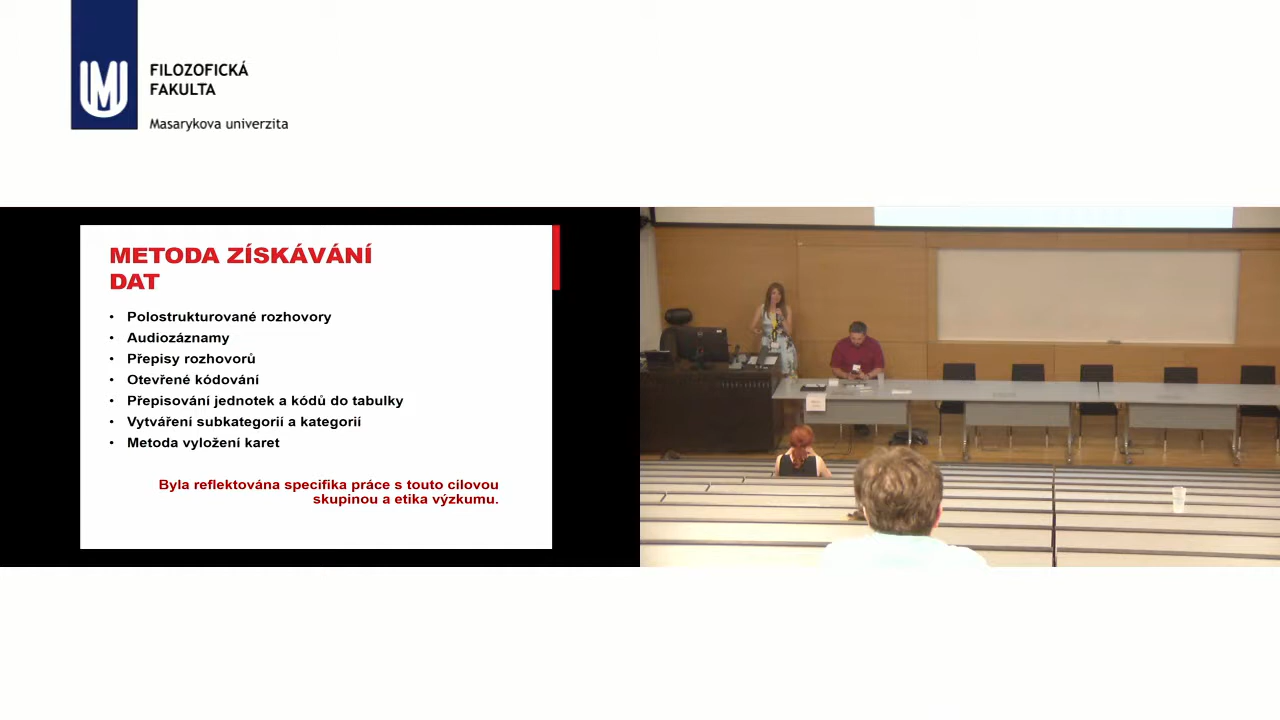 FILOZOFICKÁ
FAKULTA
Masarykova univerzita
METODA ZÍSKÁVÁNÍ
DAT
• Polostrukturované rozhovory
• Audiozáznamy
• Přepisy rozhovorů
• Otevřené kódování
• Přepisování jednotek a kódů do tabulky
• Vytváření subkategorií a kategorií
• Metoda vyložení karet
Byla reflektována specifika práce s touto cílovou
skupinou a etika výzkumu.